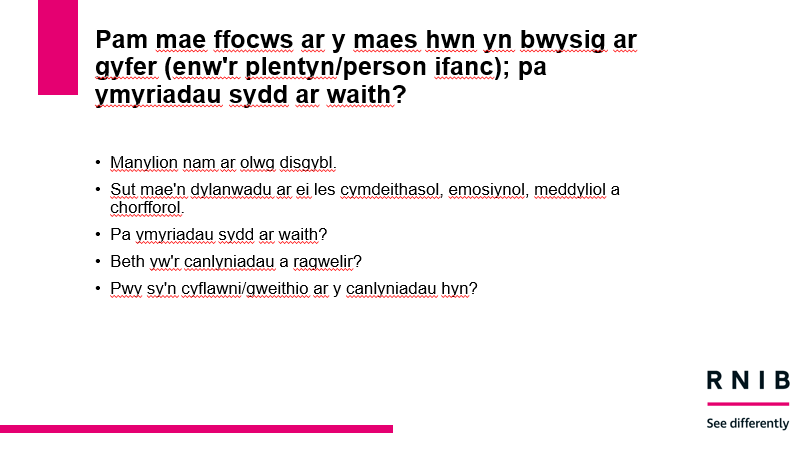 Pam mae ffocws ar y maes hwn yn bwysig ar
gyfer (enw'r plentyn/person ifanc); pa
ymyriadau sydd ar waith?
• Manylion nam ar olwg disgybl.
• Sut mae'n dylanwadu ar ei les cymdeithasol, emosiynol, meddyliol a
chorfforol.
• Pa ymyriadau sydd ar waith?
• Beth yw'r canlyniadau a ragwelir?
• Pwy sy'n cyflawni/gweithio ar y canlyniadau hyn?
RNIB
See differently